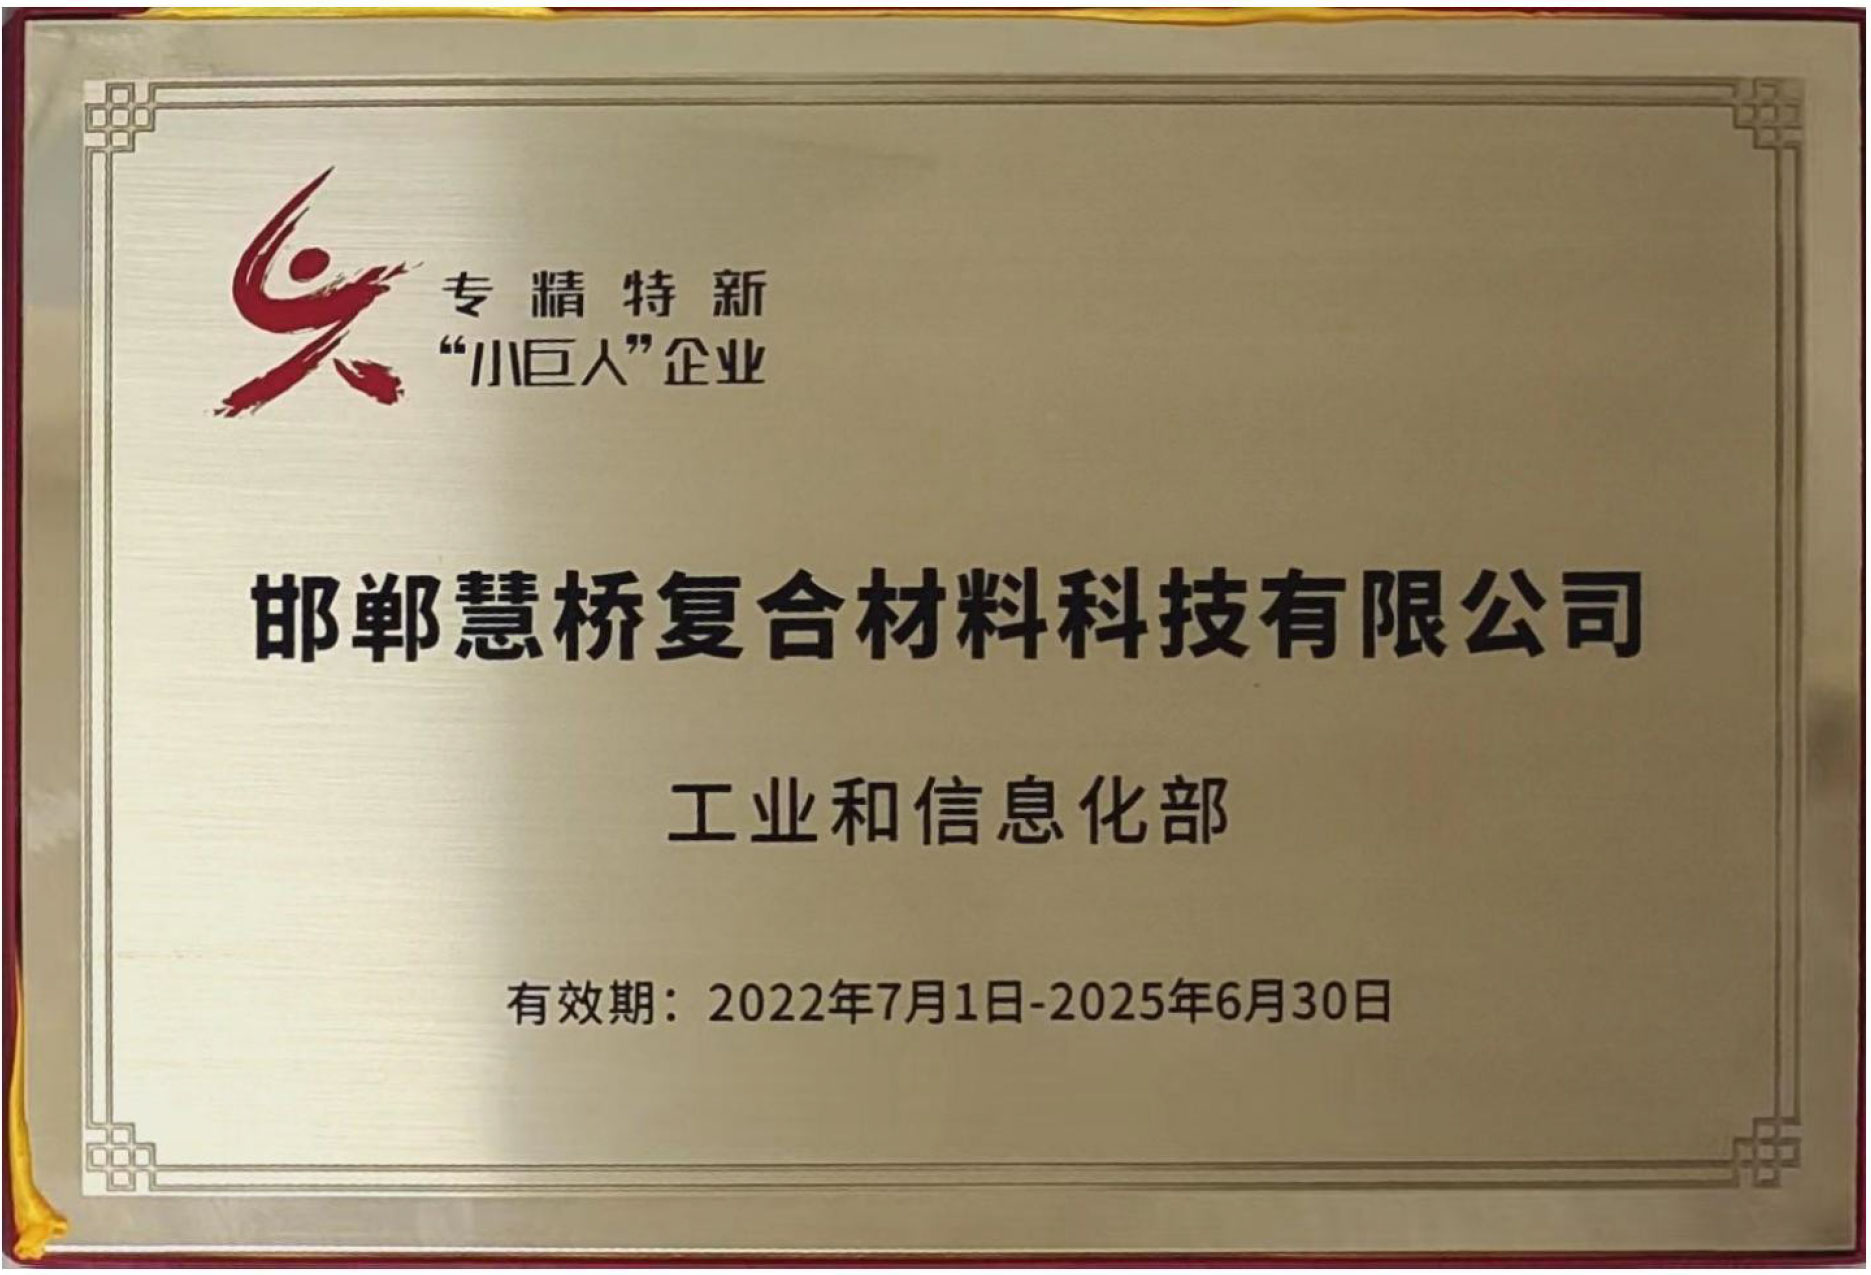 专精特新
“小巨人”企业
邯郸慧桥复合材料科技有限公司
工业和信息化部
有效期：2022年7月1日-2025年6月30日